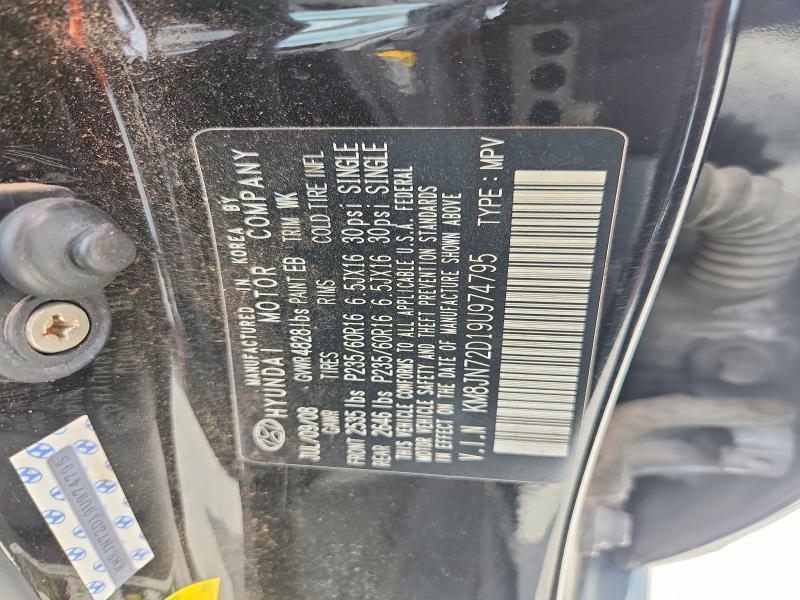 MANUFACTURED IN KOREA BY
HYUNDAI MOTOR COMPANY
JUL/09/08 GVWR 4828lbs PAINT EB TRIM WK
GAWR TIRES RIMS COLD TIRE INFL
FRONT 2535 lbs P235/60R16 6.5JX16 30psi SINGLE
REAR 2646 lbs P235/60R16 6.5JX16 30psi SINGLE
THIS VEHICLE CONFORMS TO ALL APPLICABLE U.S.A. FEDERAL
MOTOR VEHICLE SAFETY AND THEFT PREVENTION STANDARDS
IN EFFECT ON THE DATE OF MANUFACTURE SHOWN ABOVE
V.I.N KM8JN72D19U974795 TYPE : MPV
KM8JN72D19U974795